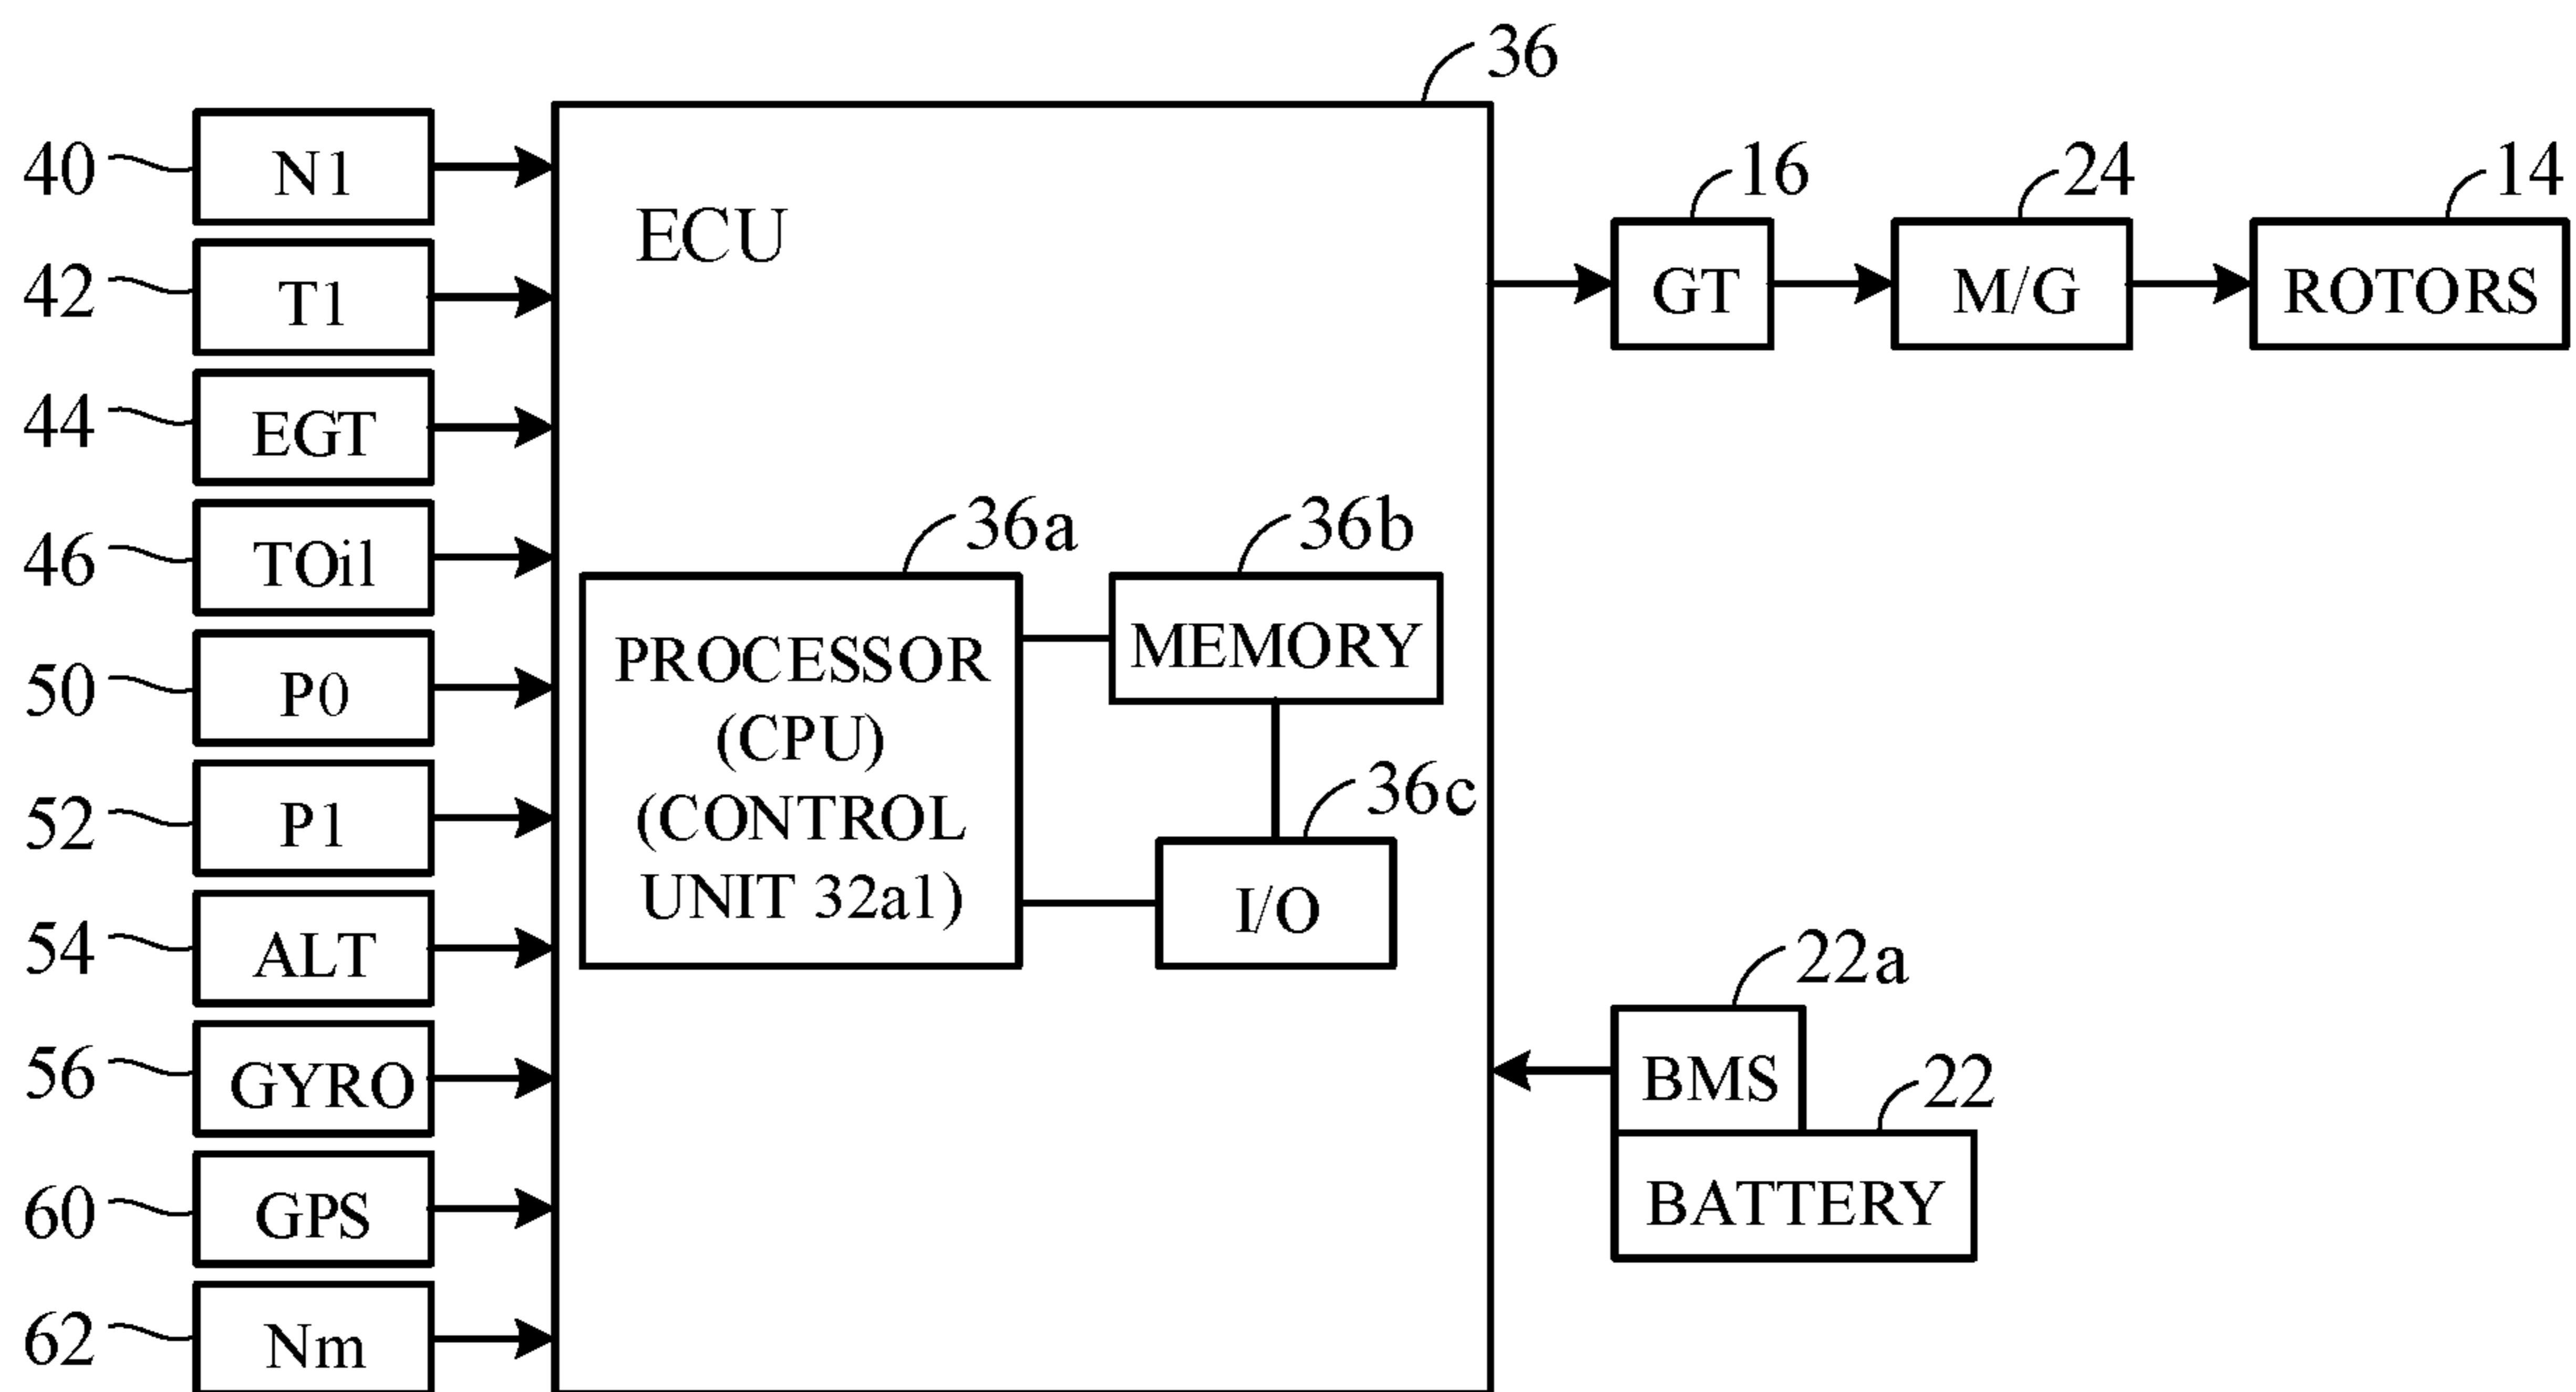 36
40
N1
42
T1
44
EGT
46
TOil
50
P0
52
P1
54
ALT
56
GYRO
60
GPS
62
Nm
ECU
36a
PROCESSOR
(CPU)
(CONTROL
UNIT 32a1)
36b
MEMORY
36c
I/O
16
GT
24
M/G
14
ROTORS
22a
BMS
22
BATTERY